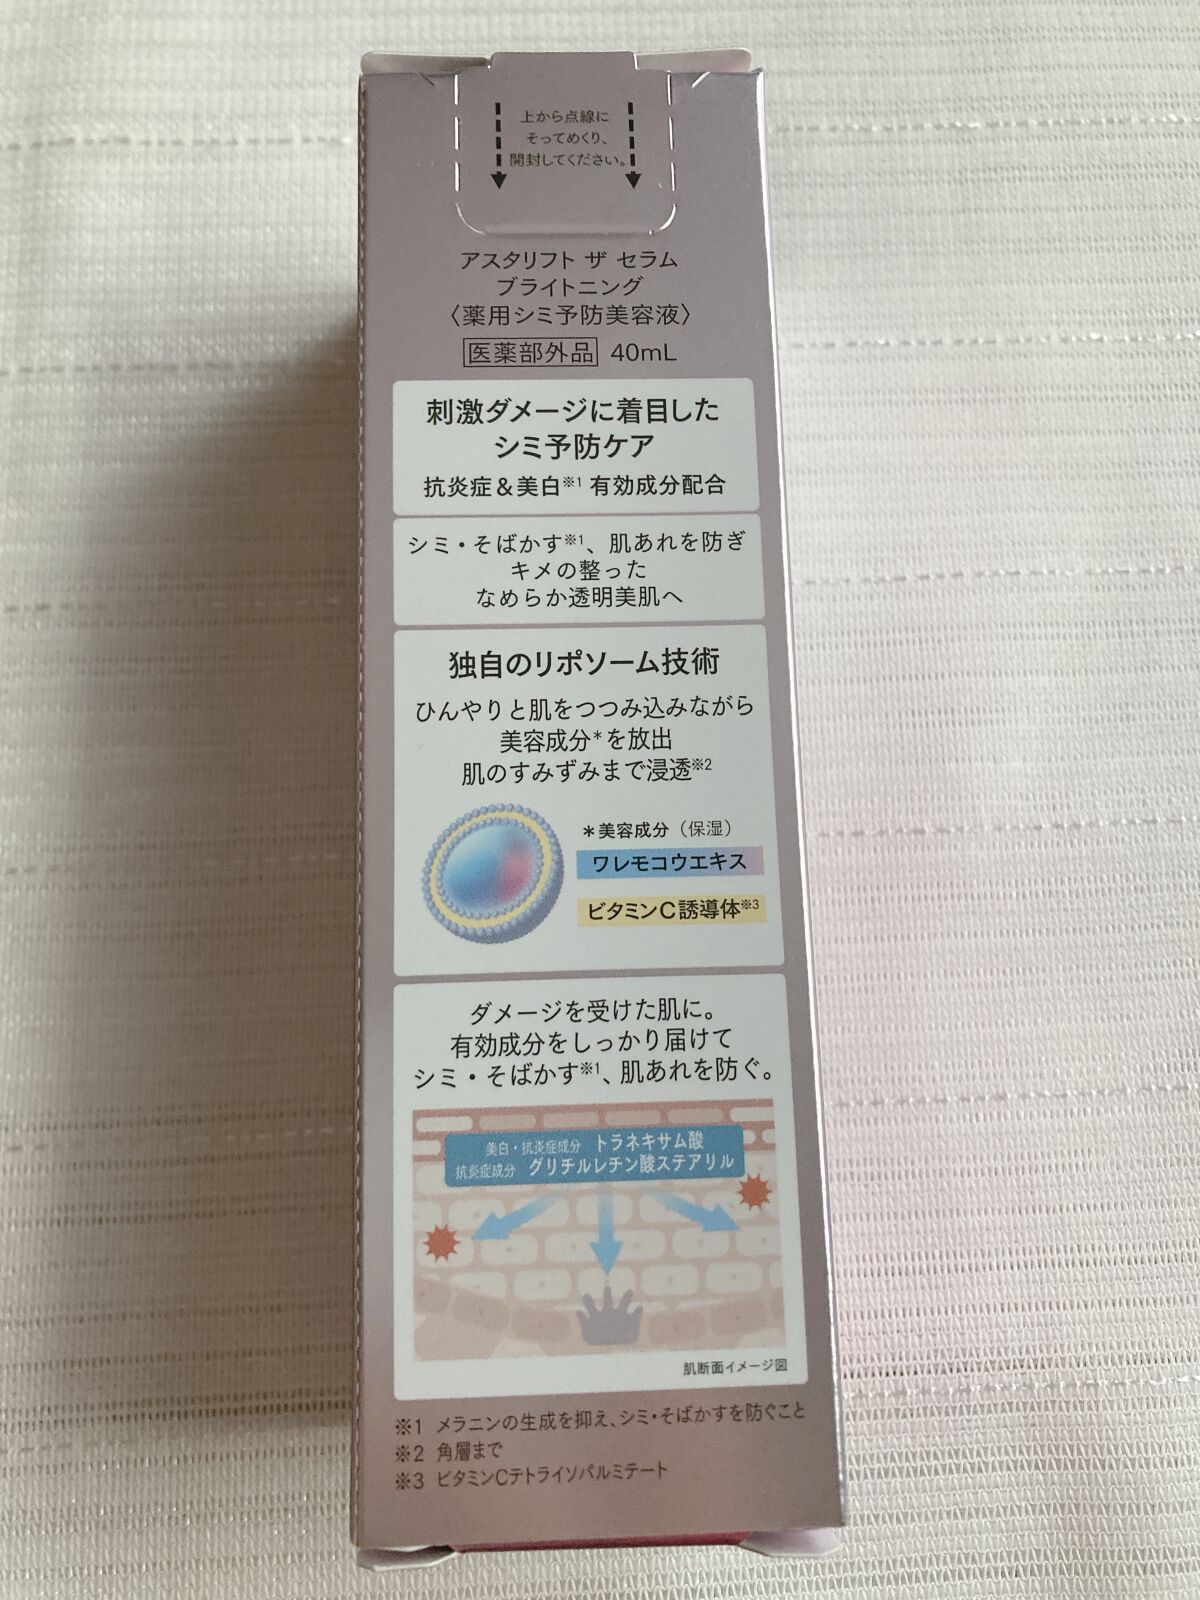 上から点線に
そってめくり、
開封してください。
アスタリフト ザ セラム
ブライトニング
〈薬用シミ予防美容液〉
医薬部外品 40mL
刺激ダメージに着目した
シミ予防ケア
抗炎症＆美白※1 有効成分配合
シミ・そばかす※1、肌あれを防ぎ
キメの整った
なめらか透明美肌へ
独自のリポソーム技術
ひんやりと肌をつつみ込みながら
美容成分*を放出
肌のすみずみまで浸透※2
＊美容成分（保湿）
ワレモコウエキス
ビタミンC誘導体※3
ダメージを受けた肌に。
有効成分をしっかり届けて
シミ・そばかす※1、肌あれを防ぐ。
美白・抗炎症成分 トラネキサム酸
抗炎症成分 グリチルレチン酸ステアリル
肌断面イメージ図
※1 メラニンの生成を抑え、シミ・そばかすを防ぐこと
※2 角層まで
※3 ビタミンCテトライソパルミテート